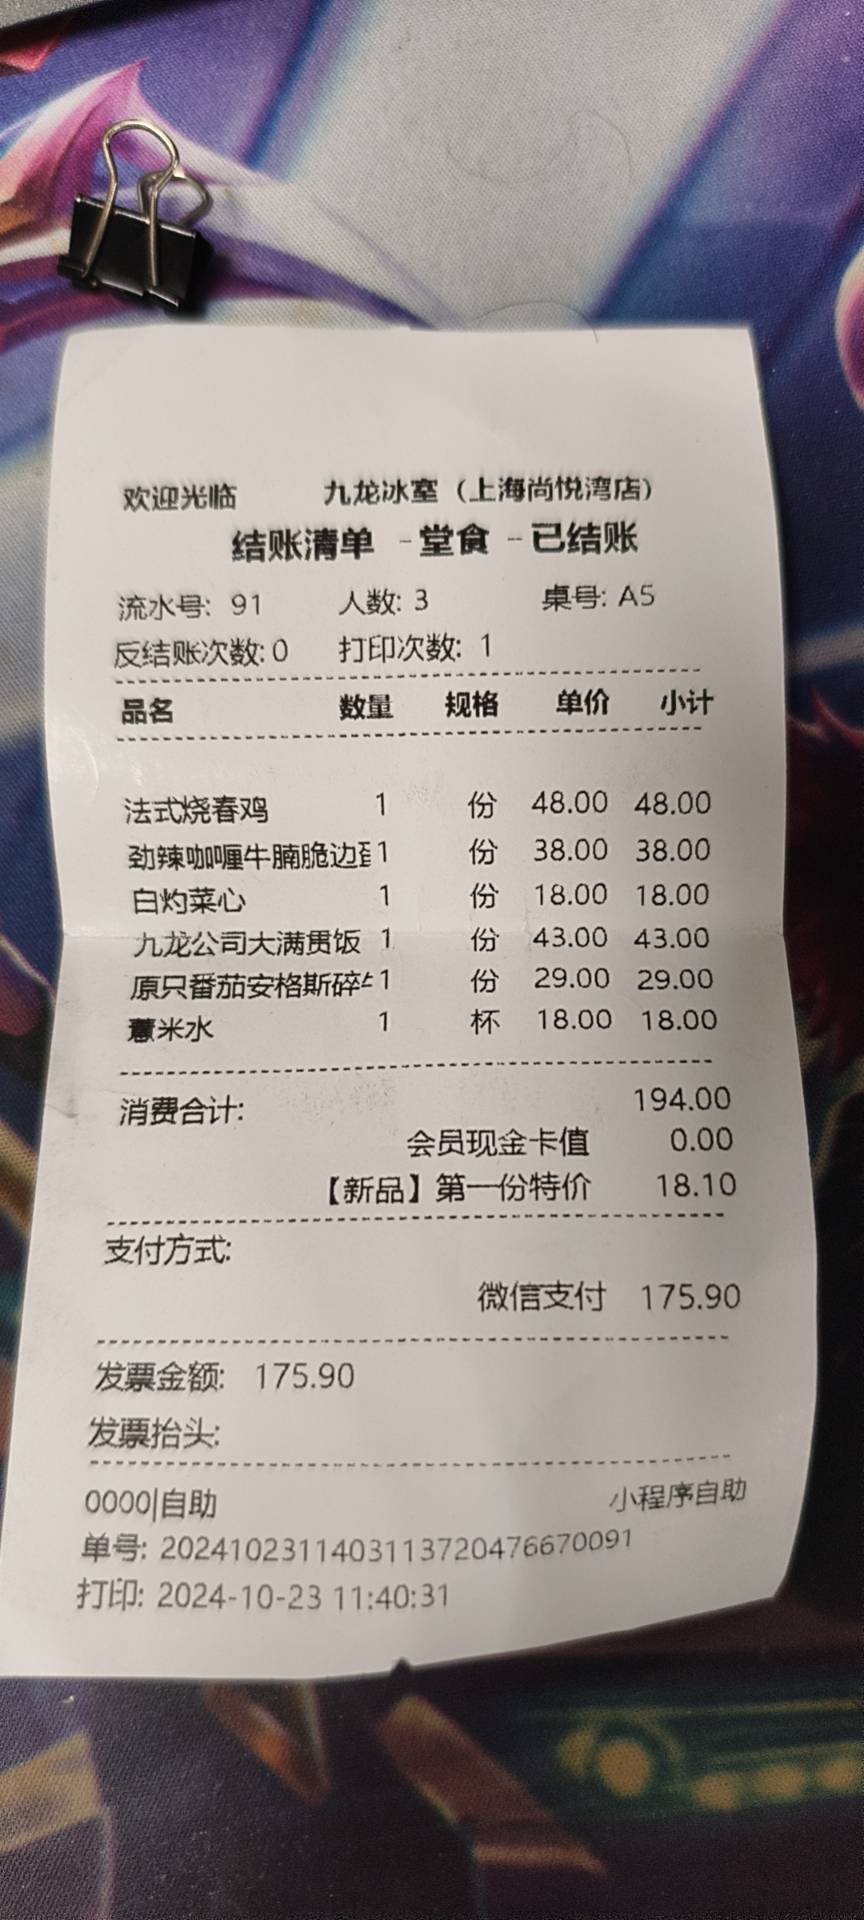 欢迎光临 九龙冰室（上海尚悦湾店）
结账清单 -堂食 -已结账
流水号: 91 人数: 3 桌号: A5
反结账次数: 0 打印次数: 1
品名 数量 规格 单价 小计
法式烧春鸡 1 份 48.00 48.00
劲辣咖喱牛腩脆边 1 份 38.00 38.00
白灼菜心 1 份 18.00 18.00
九龙公司大满贯饭 1 份 43.00 43.00
原只番茄安格斯碎 1 份 29.00 29.00
薏米水 1 杯 18.00 18.00
消费合计: 194.00
会员现金卡值 0.00
【新品】第一份特价 18.10
支付方式:
微信支付 175.90
发票金额: 175.90
发票抬头:
0000|自助 小程序自助
单号: 2024102311403113720476670091
打印: 2024-10-23 11:40:31